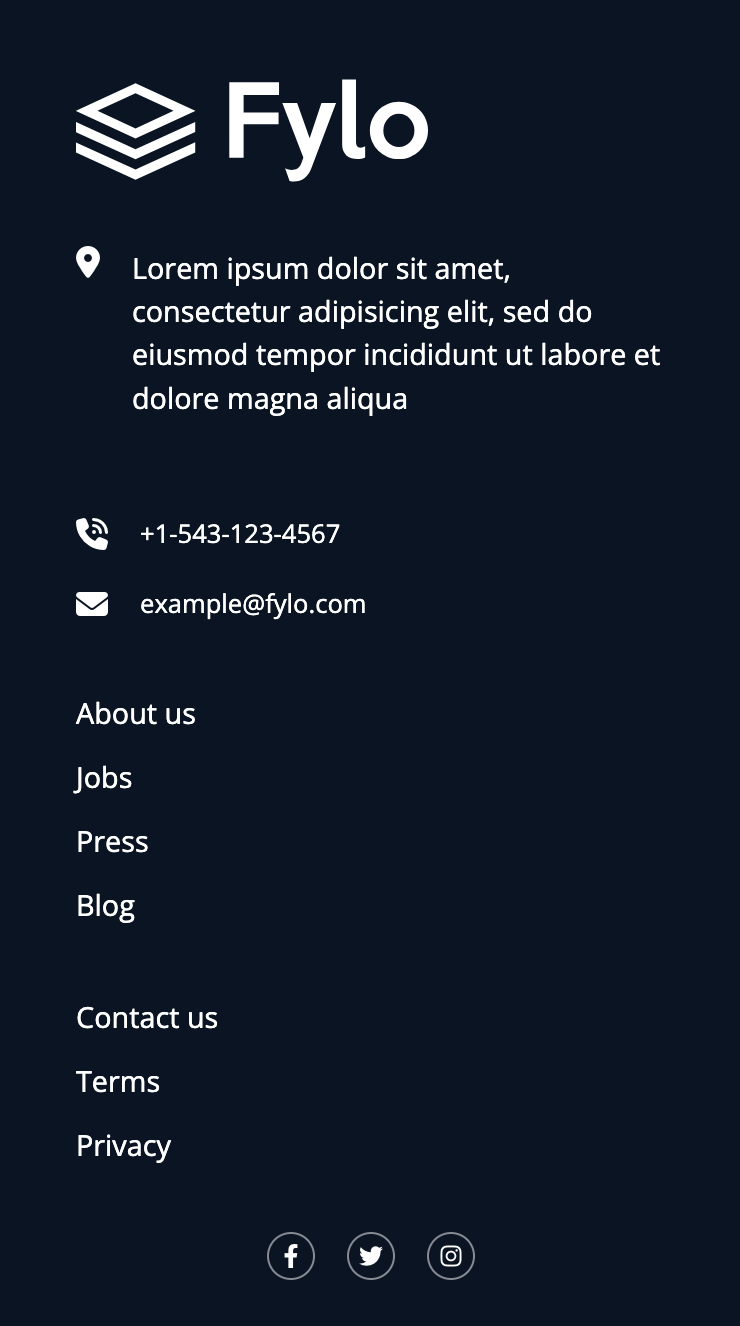 Fylo
Lorem ipsum dolor sit amet,
consectetur adipisicing elit, sed do
eiusmod tempor incididunt ut labore et
dolore magna aliqua
+1-543-123-4567
example@fylo.com
About us
Jobs
Press
Blog
Contact us
Terms
Privacy